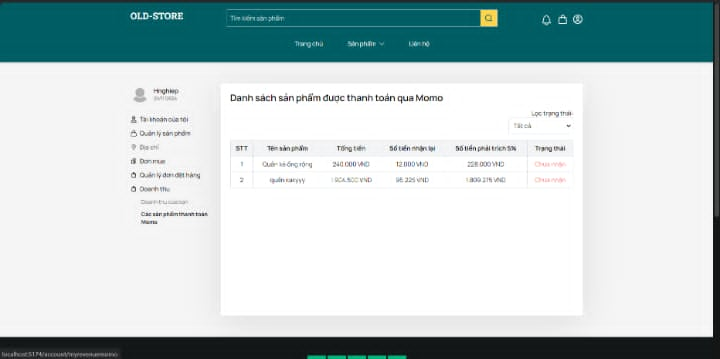 OLD-STORE
Tìm kiếm sản phẩm
Trang chủ
Sản phẩm
Liên hệ
Hnghiep
Tài khoản của tôi
Quản lý sản phẩm
Địa chỉ
Đơn mua
Quản lý đơn đặt hàng
Doanh thu
Doanh thu của bạn
Các sản phẩm thanh toán
Momo
Danh sách sản phẩm được thanh toán qua Momo
Lọc trạng thái:
Tất cả
STT Tên sản phẩm Tổng tiền Số tiền nhận lại Số tiền phải trích 5% Trạng thái
1 Quần kẻ ống rộng 240.000 VND 12.000 VND 228.000 VND Chưa nhận
2 quần xanyyy 1.904.500 VND 95.225 VND 1.809.275 VND Chưa nhận
localhost:5174/account/myrevenuemomo